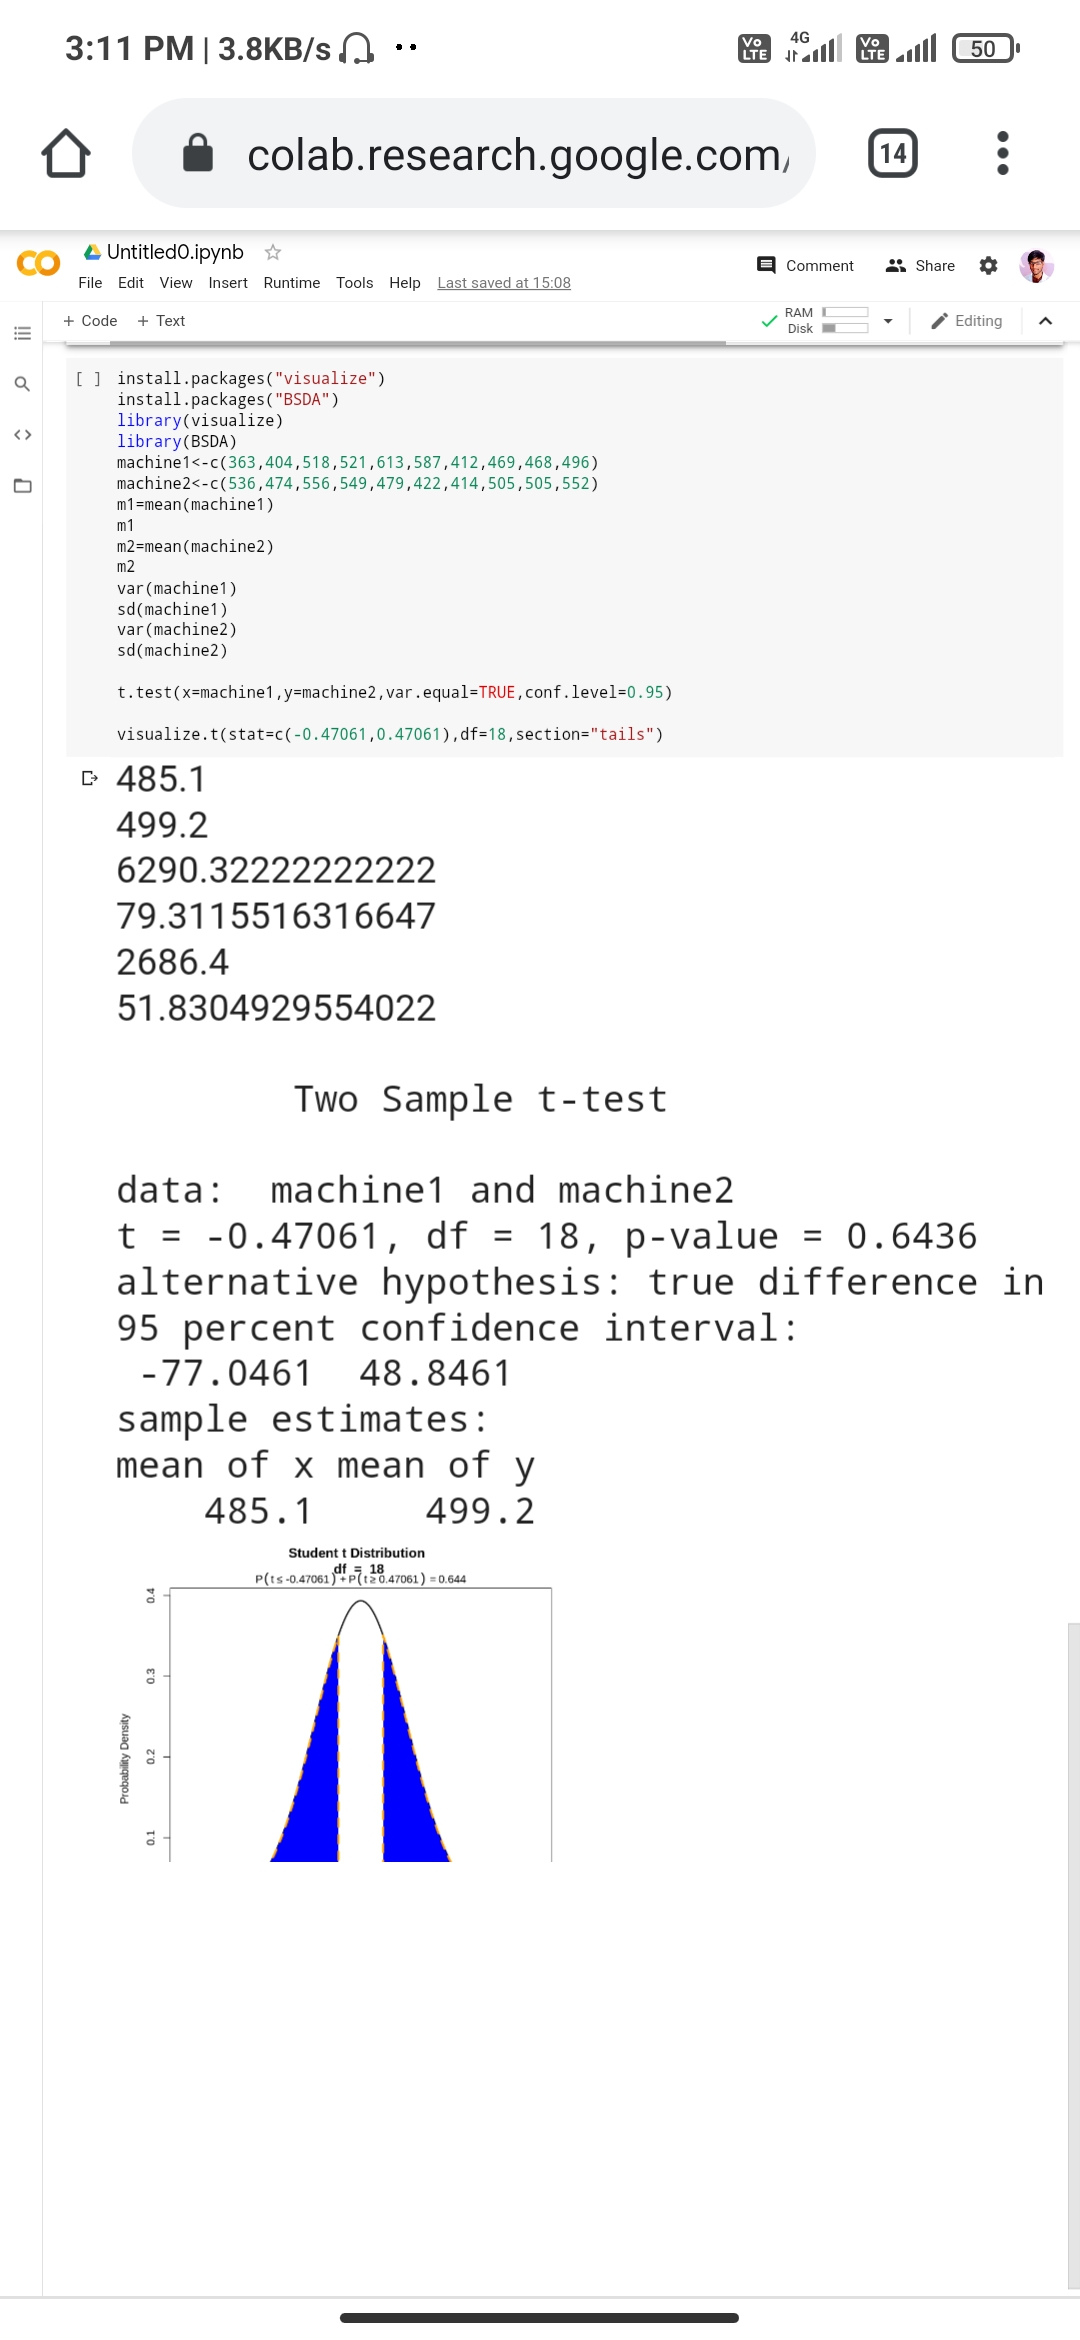 3:11 PM | 3.8KB/s
Vo LTE 4G Vo LTE 50
colab.research.google.com/
14
Untitled0.ipynb
File Edit View Insert Runtime Tools Help Last saved at 15:08
Comment Share
+ Code + Text
RAM
Disk
Editing
[ ] install.packages("visualize")
install.packages("BSDA")
library(visualize)
library(BSDA)
machine1<-c(363,404,518,521,613,587,412,469,468,496)
machine2<-c(536,474,556,549,479,422,414,505,505,552)
m1=mean(machine1)
m1
m2=mean(machine2)
m2
var(machine1)
sd(machine1)
var(machine2)
sd(machine2)
t.test(x=machine1,y=machine2,var.equal=TRUE,conf.level=0.95)
visualize.t(stat=c(-0.47061,0.47061),df=18,section="tails")
485.1
499.2
6290.32222222222
79.3115516316647
2686.4
51.8304929554022
Two Sample t-test
data: machine1 and machine2
t = -0.47061, df = 18, p-value = 0.6436
alternative hypothesis: true difference in
95 percent confidence interval:
-77.0461 48.8461
sample estimates:
mean of x mean of y
485.1 499.2
Student t Distribution
df = 18
P(t ≤ -0.47061) + P(t ≥ 0.47061) = 0.644
0.4
0.3
0.2
0.1
Probability Density